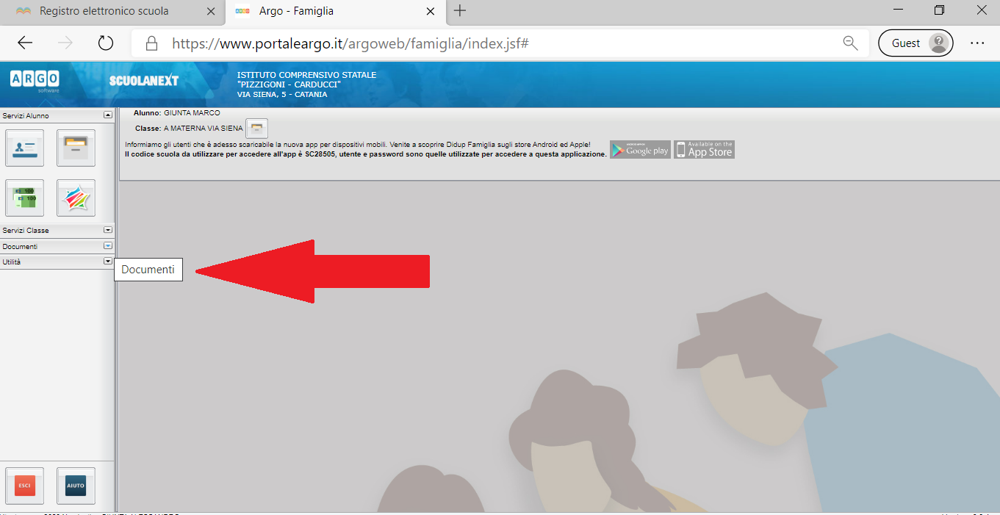 Registro elettronico scuola
Argo - Famiglia
https://www.portaleargo.it/argoweb/famiglia/index.jsf#
Guest
ARGO
software
SCUOLANEXT
ISTITUTO COMPRENSIVO STATALE
"PIZZIGONI - CARDUCCI"
VIA SIENA, 5 - CATANIA
Servizi Alunno
Alunno: GIUNTA MARCO
Classe: A MATERNA VIA SIENA
Informiamo gli utenti che è adesso scaricabile la nuova app per dispositivi mobili. Venite a scoprire Didup Famiglia sugli store Android ed Apple!
Il codice scuola da utilizzare per accedere all'app è SC28505, utente e password sono quelle utilizzate per accedere a questa applicazione.
Google play
Available on the
App Store
100
100
Servizi Classe
Documenti
Utilità
Documenti
ESCI
AIUTO